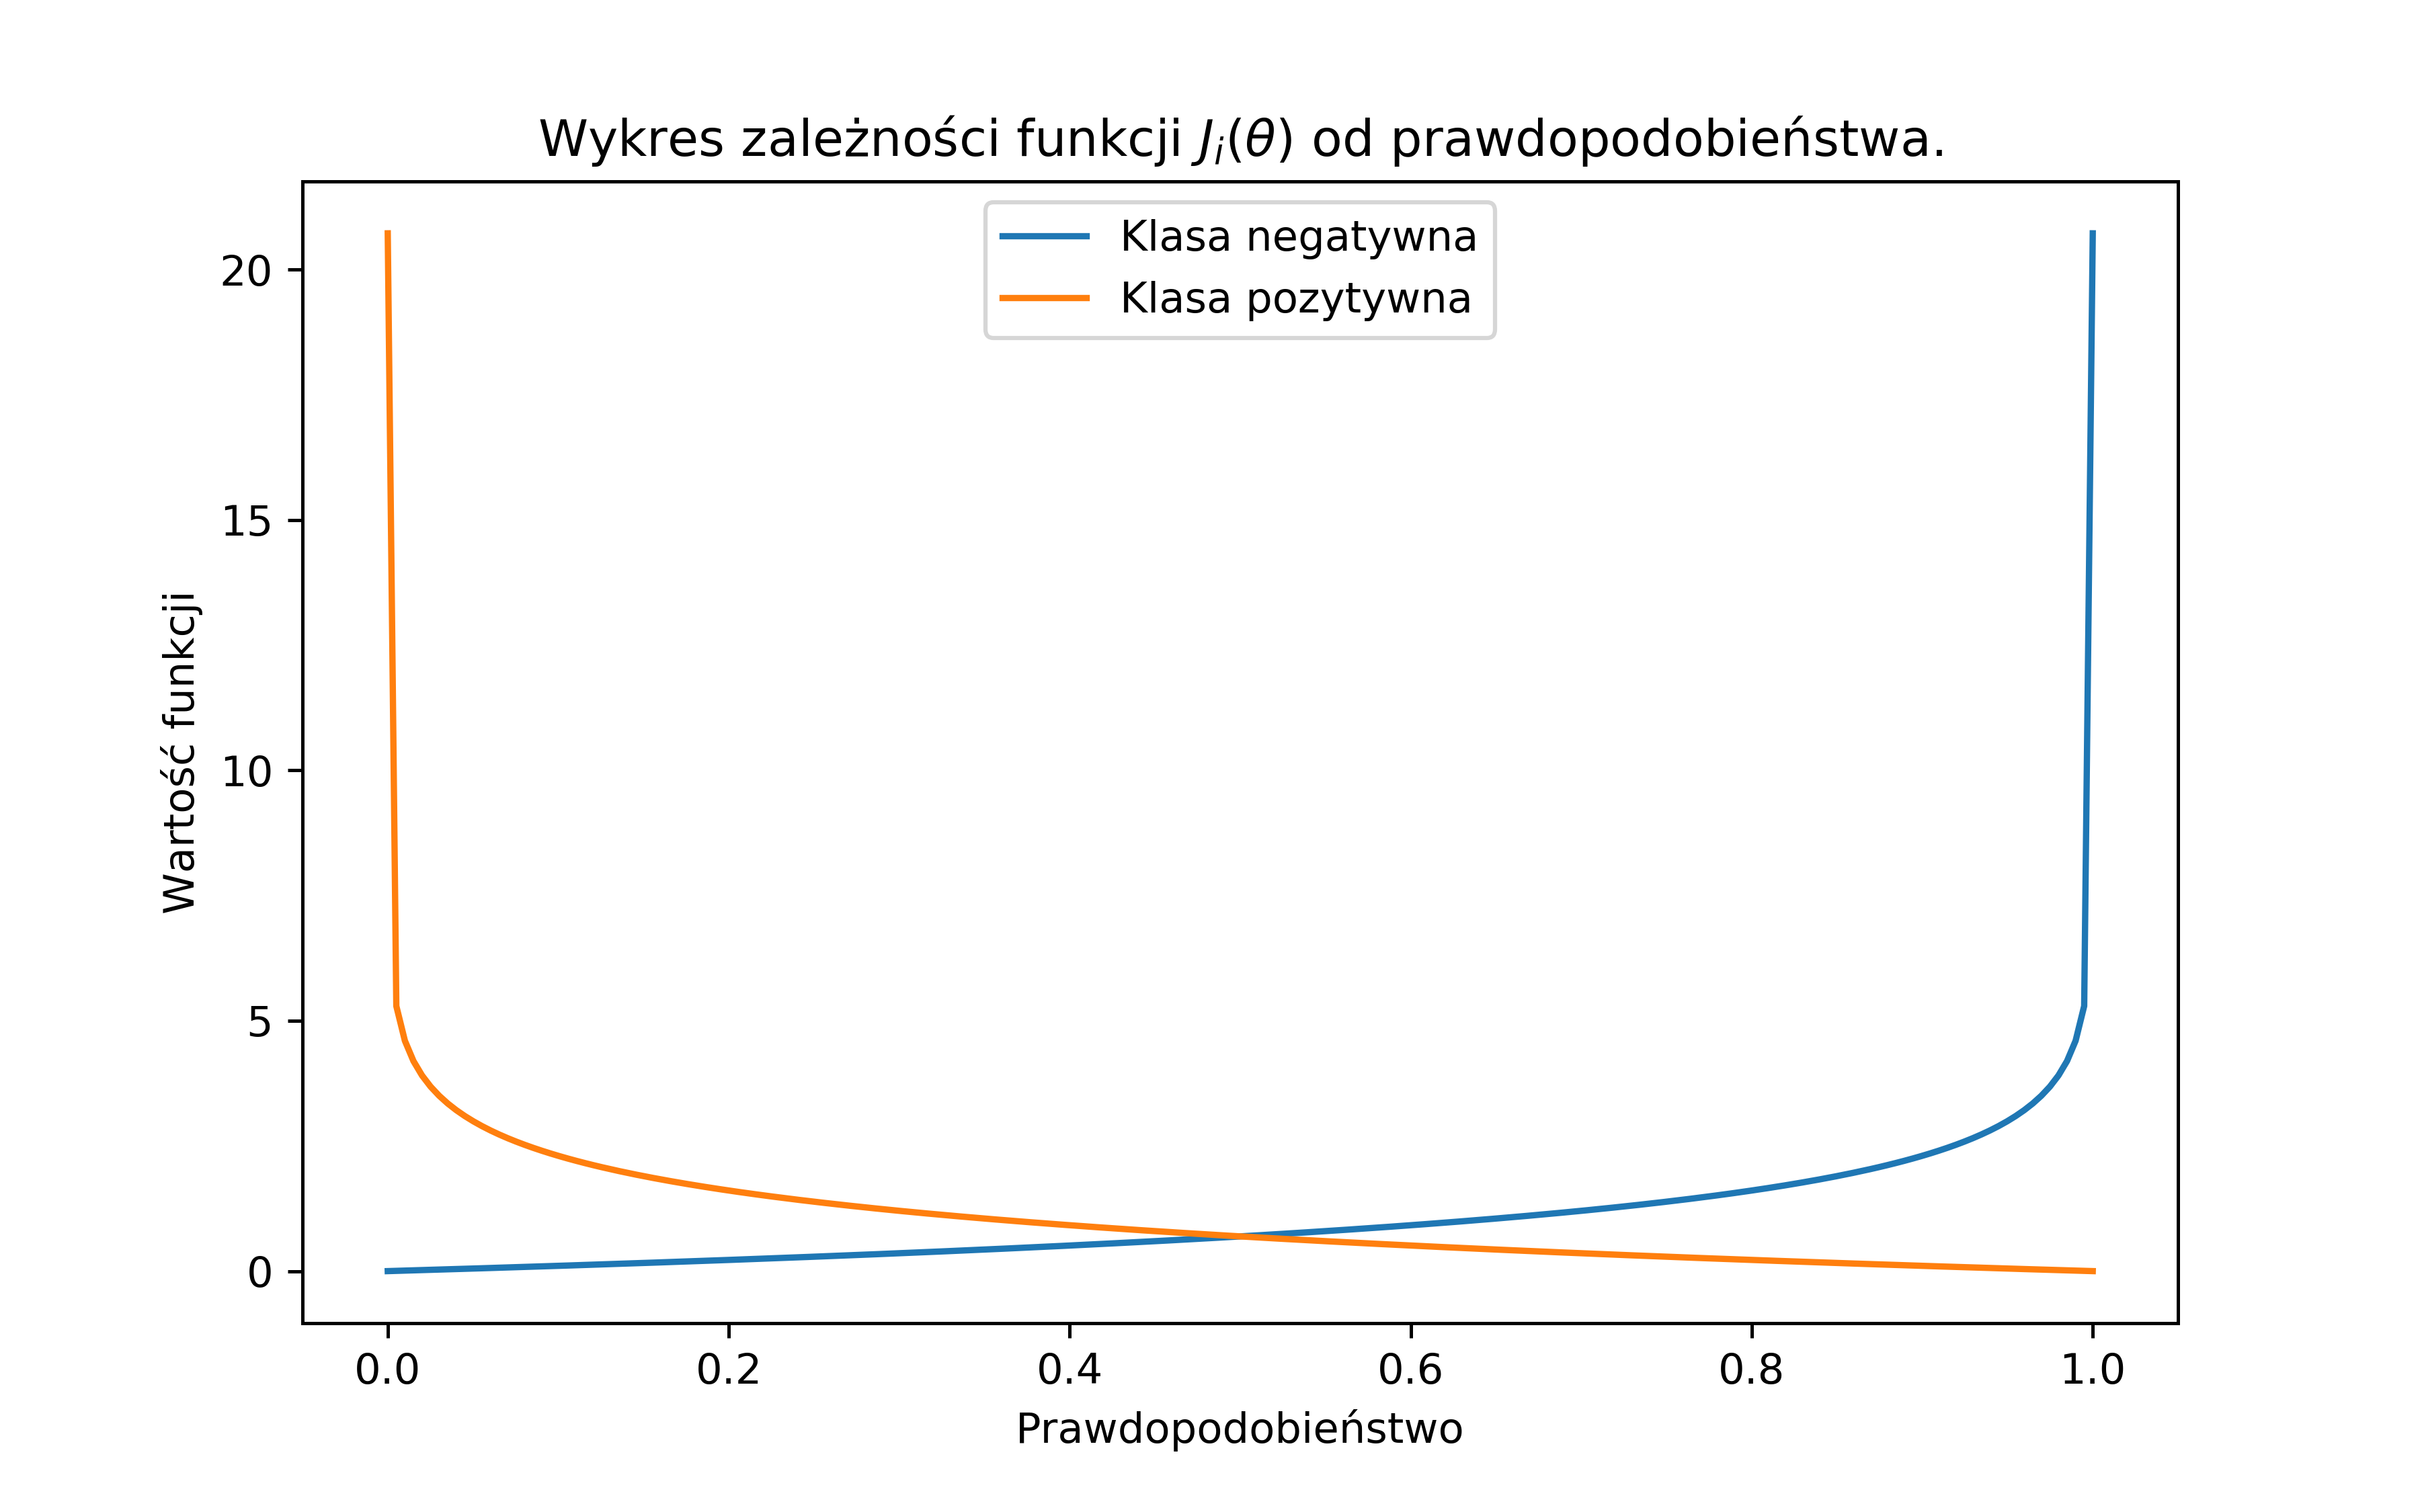 Wykres zależności funkcji Jᵢ(θ) od prawdopodobieństwa.
Klasa negatywna
Klasa pozytywna
Wartość funkcji
20
15
10
5
0
0.0 0.2 0.4 0.6 0.8 1.0
Prawdopodobieństwo